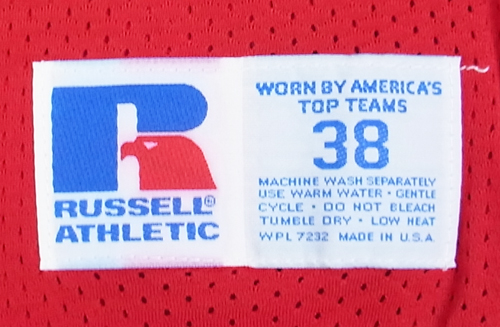 RUSSELL®
ATHLETIC
WORN BY AMERICA'S
TOP TEAMS
38
MACHINE WASH SEPARATELY
USE WARM WATER · GENTLE
CYCLE · DO NOT BLEACH
TUMBLE DRY · LOW HEAT
WPL 7232 MADE IN U.S.A.